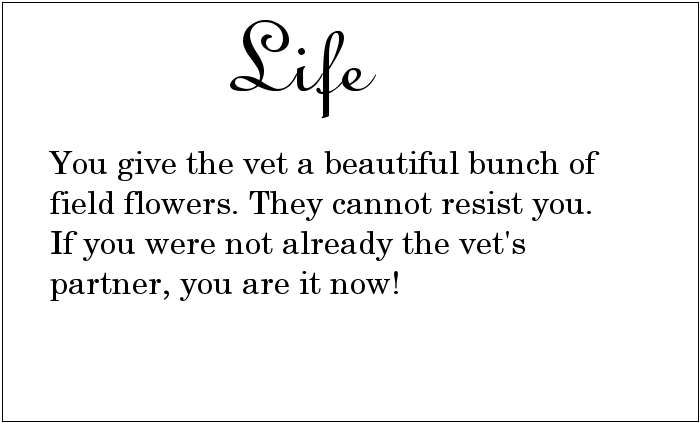 Life
You give the vet a beautiful bunch of
field flowers. They cannot resist you.
If you were not already the vet's
partner, you are it now!